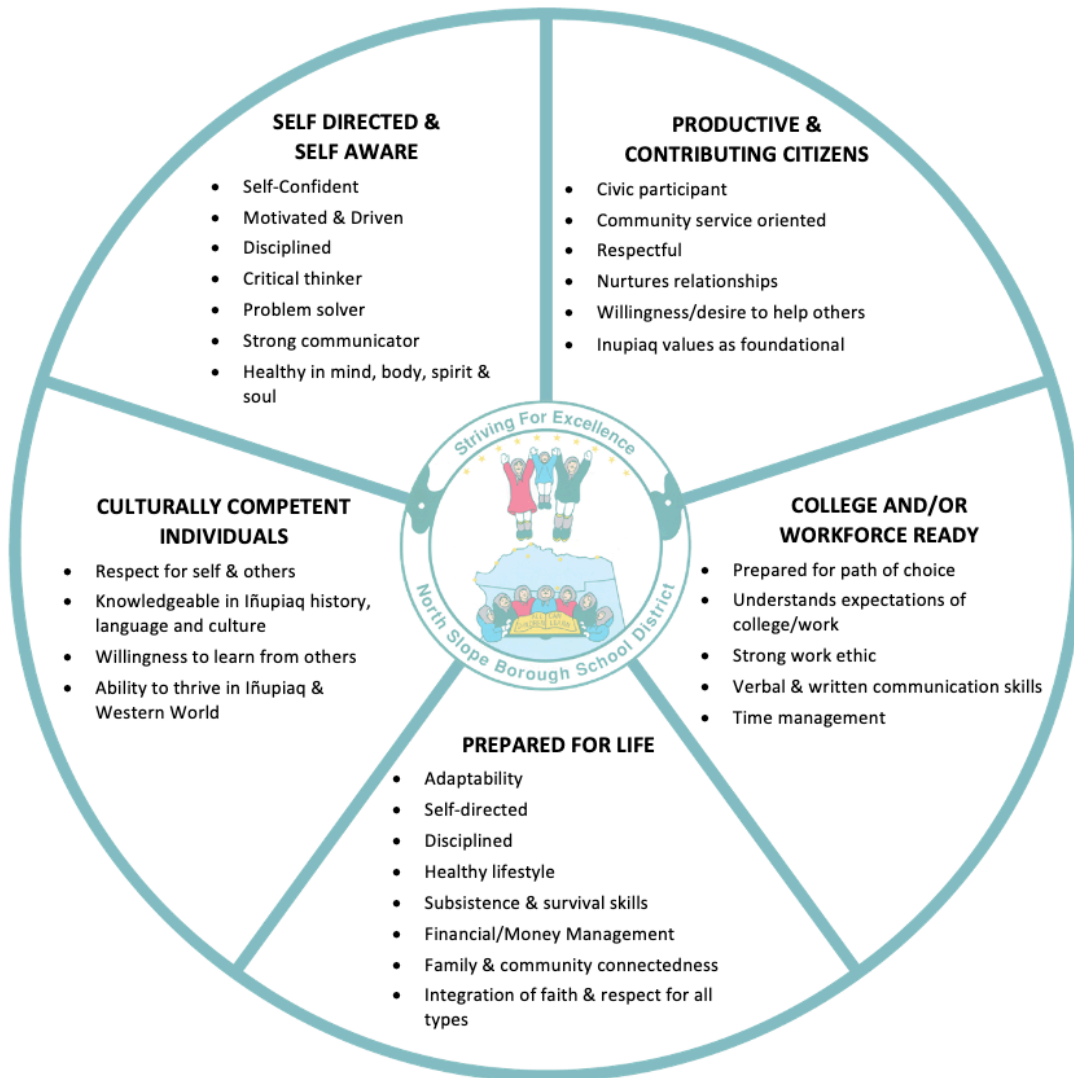 SELF DIRECTED &
SELF AWARE
• Self-Confident
• Motivated & Driven
• Disciplined
• Critical thinker
• Problem solver
• Strong communicator
• Healthy in mind, body, spirit &
soul
PRODUCTIVE &
CONTRIBUTING CITIZENS
• Civic participant
• Community service oriented
• Respectful
• Nurtures relationships
• Willingness/desire to help others
• Inupiaq values as foundational
Striving For Excellence
North Slope Borough School District
ALL CAN
LEARN
CULTURALLY COMPETENT
INDIVIDUALS
• Respect for self & others
• Knowledgeable in Iñupiaq history,
language and culture
• Willingness to learn from others
• Ability to thrive in Iñupiaq &
Western World
COLLEGE AND/OR
WORKFORCE READY
• Prepared for path of choice
• Understands expectations of
college/work
• Strong work ethic
• Verbal & written communication skills
• Time management
PREPARED FOR LIFE
• Adaptability
• Self-directed
• Disciplined
• Healthy lifestyle
• Subsistence & survival skills
• Financial/Money Management
• Family & community connectedness
• Integration of faith & respect for all
types